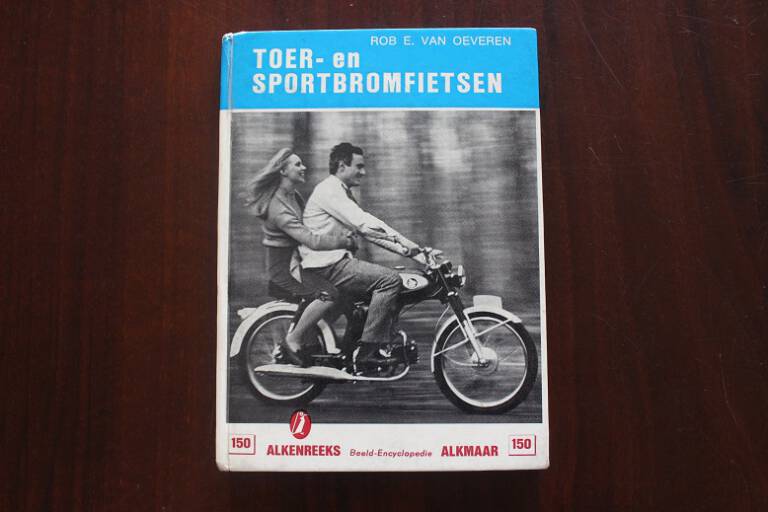 ROB E. VAN OEVEREN
TOER- en
SPORTBROMFIETSEN
150 ALKENREEKS Beeld-Encyclopedie ALKMAAR 150